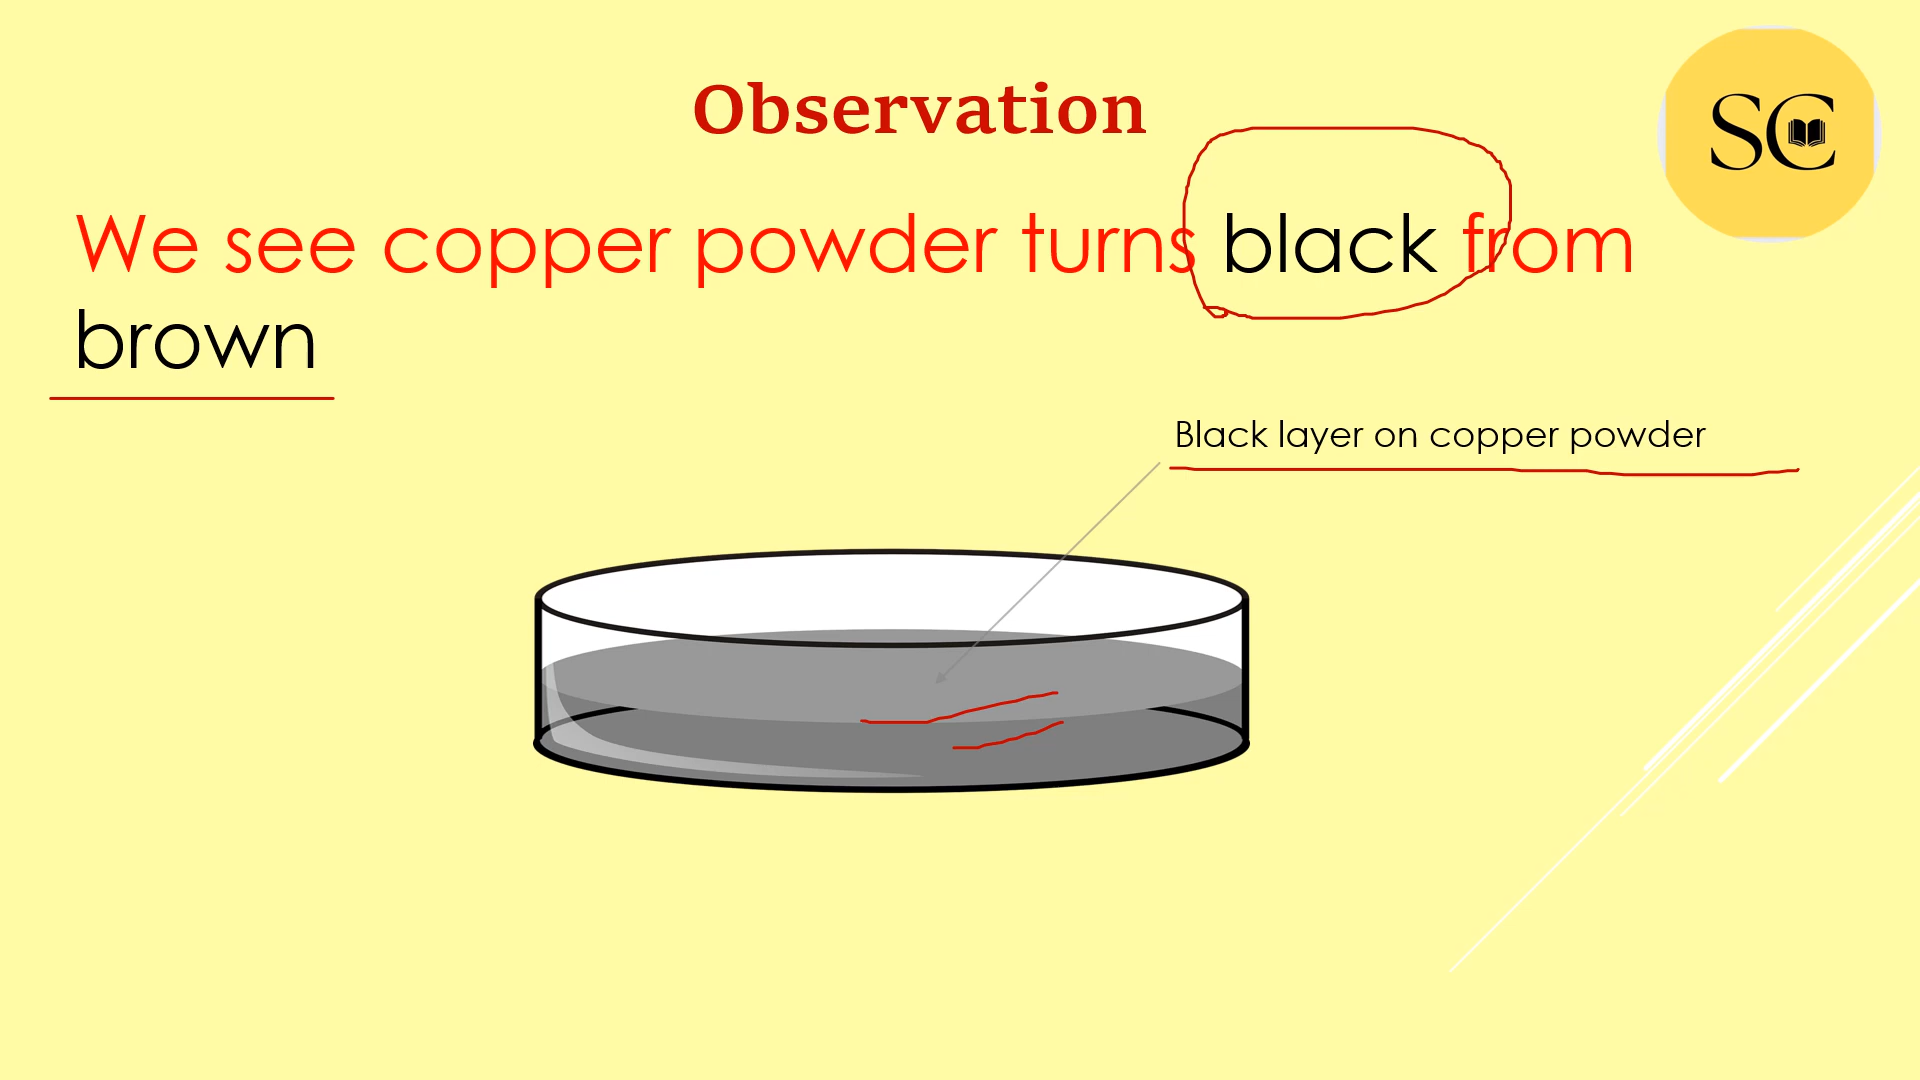 Observation
SC
We see copper powder turns black from
brown
Black layer on copper powder